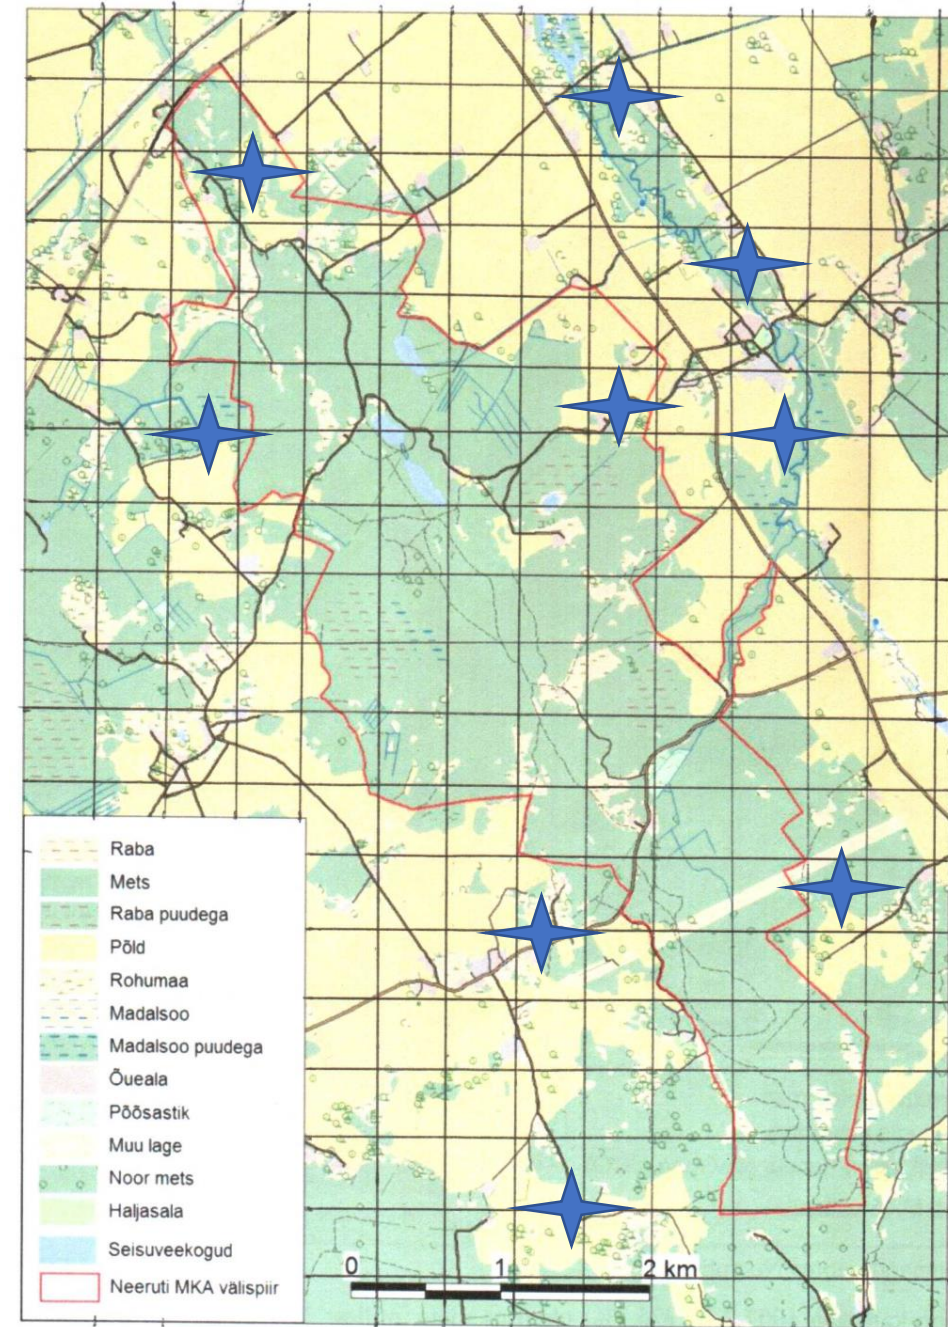 Raba
Mets
Raba puudega
Põld
Rohumaa
Madalsoo
Madalsoo puudega
Õueala
Põõsastik
Muu lage
Noor mets
Haljasala
Seisuveekogud
Neeruti MKA välispiir
0 1 2 km